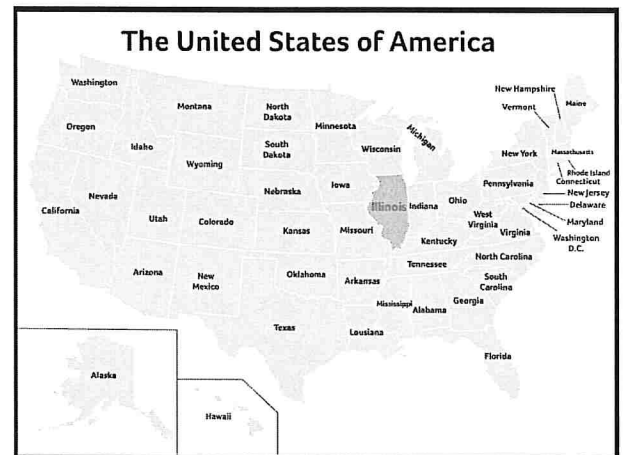 The United States of America
Washington
Montana
North
Dakota
Minnesota
Michigan
New Hampshire
Vermont
Maine
Oregon
Idaho
Wyoming
South
Dakota
Wisconsin
New York
Massachusetts
Rhode Island
Connecticut
New Jersey
Delaware
Maryland
Washington
D.C.
Nevada
California
Utah
Colorado
Nebraska
Iowa
Illinois
Indiana
Ohio
Pennsylvania
West
Virginia
Virginia
Kansas
Missouri
Kentucky
Arizona
New
Mexico
Oklahoma
Arkansas
Tennessee
North Carolina
South
Carolina
Texas
Lousiana
Mississippi
Alabama
Georgia
Florida
Alaska
Hawaii